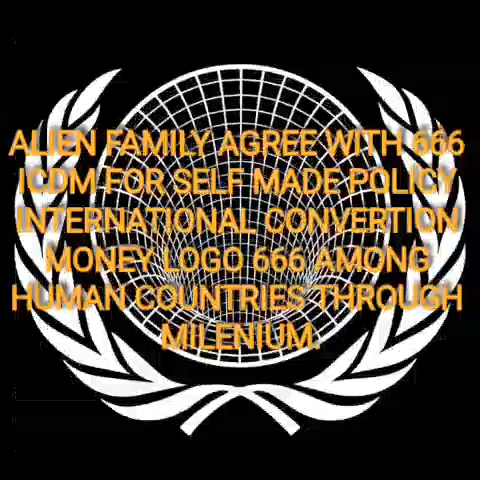 ALIEN FAMILY AGREE WITH 666
ICDM FOR SELF MADE POLICY
INTERNATIONAL CONVERTION
MONEY LOGO 666 AMONG
HUMAN COUNTRIES THROUGH
MILENIUM.